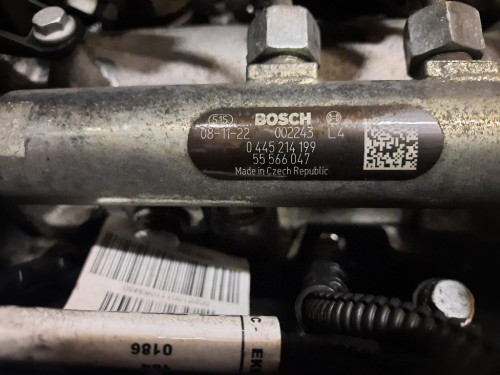 515 BOSCH
08-11-22 002243 L4
0 445 214 199
55 566 047
Made in Czech Republic
C - EK
0186